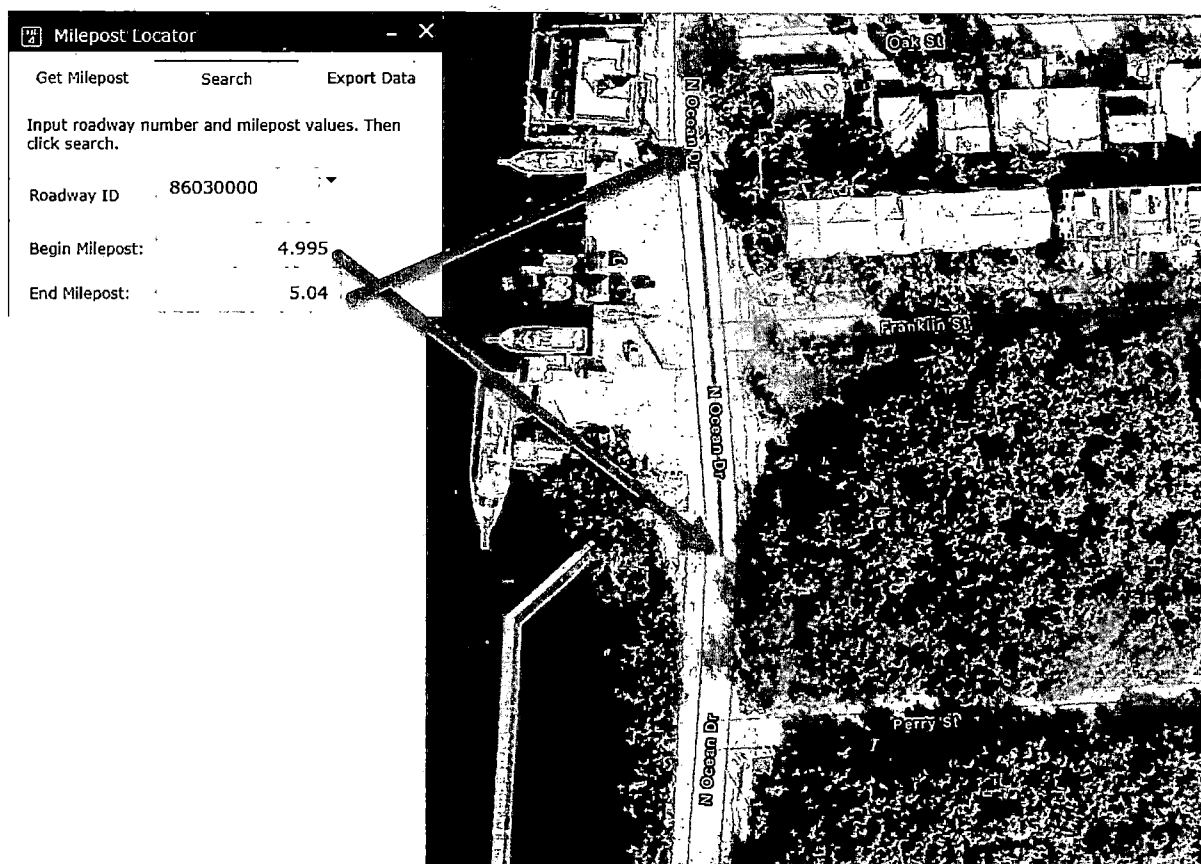 Milepost Locator
Get Milepost Search Export Data
Input roadway number and milepost values. Then
click search.
Roadway ID 86030000
Begin Milepost: 4.995
End Milepost: 5.04
Oak St
N Ocean Dr
Franklin St
N Ocean Dr
Perry St
N Ocean Dr